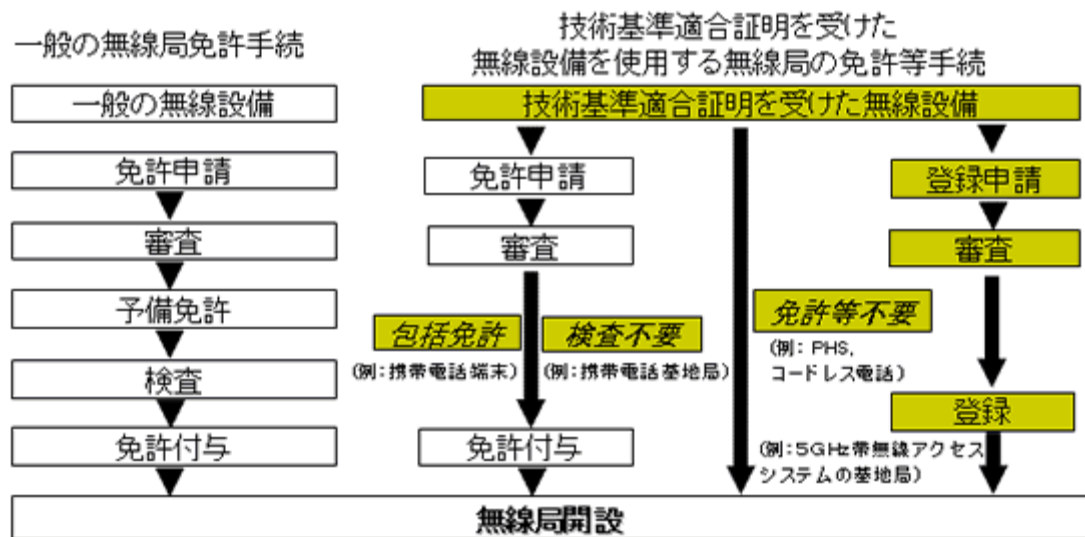 一般の無線局免許手続
一般の無線設備
免許申請
審査
予備免許
検査
免許付与
技術基準適合証明を受けた
無線設備を使用する無線局の免許等手続
技術基準適合証明を受けた無線設備
免許申請
審査
包括免許
(例：携帯電話端末)
検査不要
(例：携帯電話基地局)
免許付与
免許等不要
(例：PHS,
コードレス電話)
登録申請
審査
登録
(例：5GHz帯無線アクセス
システムの基地局)
無線局開設